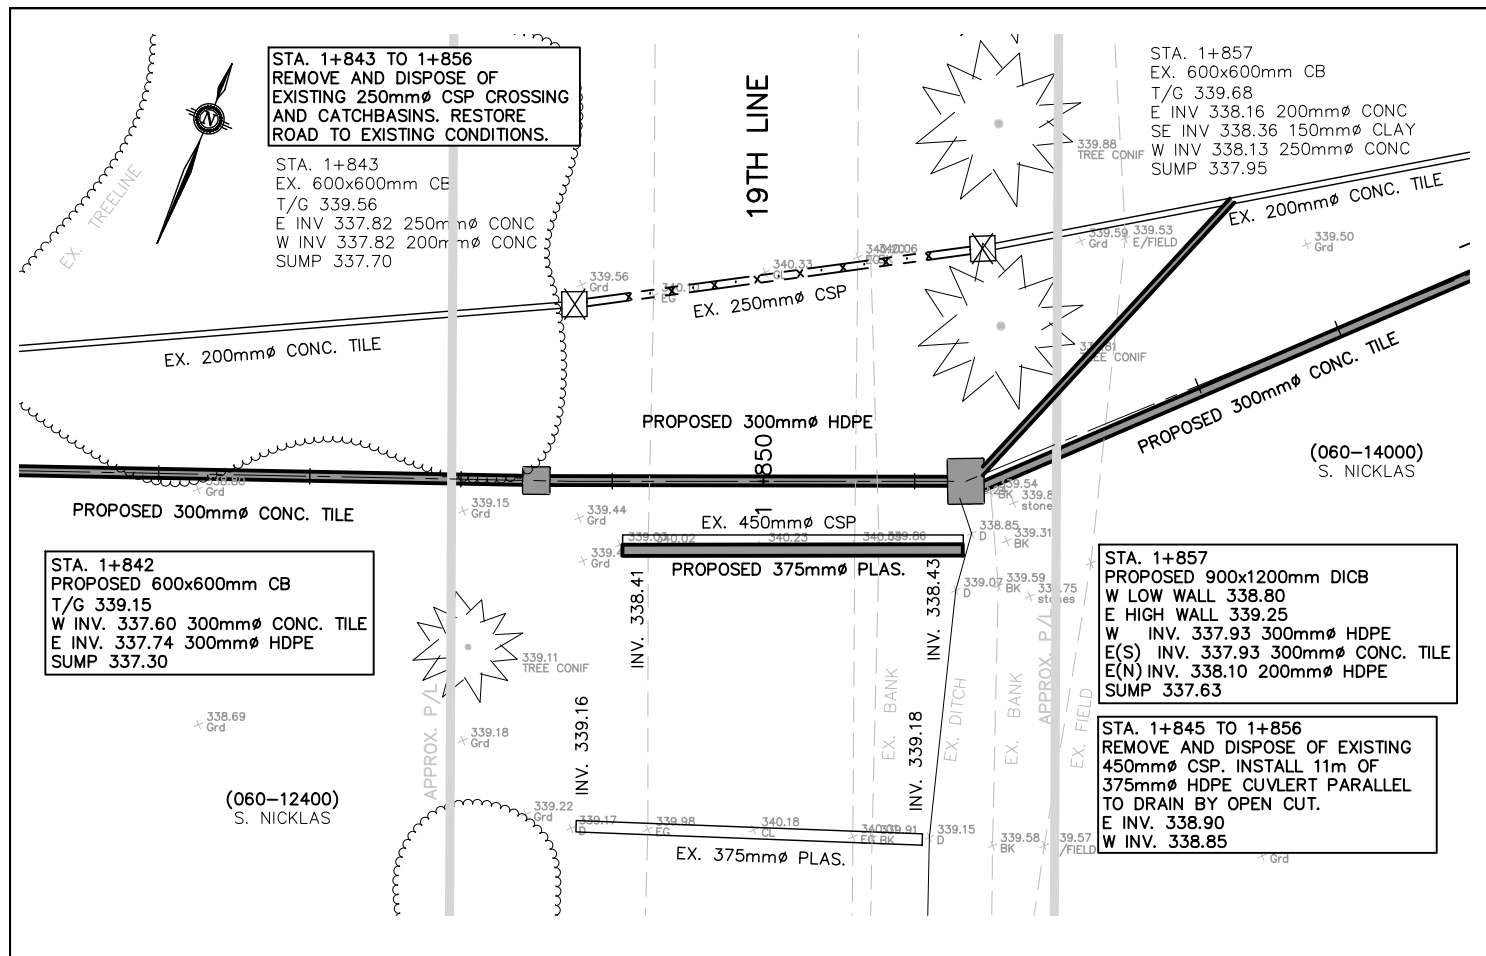 STA. 1+843 TO 1+856
REMOVE AND DISPOSE OF
EXISTING 250mmø CSP CROSSING
AND CATCHBASINS. RESTORE
ROAD TO EXISTING CONDITIONS.
STA. 1+843
EX. 600x600mm CB
T/G 339.56
E INV 337.82 250mmø CONC
W INV 337.82 200mmø CONC
SUMP 337.70
N
EX. TREELINE
19TH LINE
STA. 1+857
EX. 600x600mm CB
T/G 339.68
E INV 338.16 200mmø CONC
SE INV 338.36 150mmø CLAY
W INV 338.13 250mmø CONC
SUMP 337.95
339.88
TREE CONIF
EX. 200mmø CONC. TILE
339.59
Grd
339.53
E/FIELD
339.50
Grd
340.33
339.56
Grd
EG
EX. 250mmø CSP
EX. 200mmø CONC. TILE
TREE CONIF
PROPOSED 300mmø CONC. TILE
PROPOSED 300mmø HDPE
1+850
(060-14000)
S. NICKLAS
Grd
PROPOSED 300mmø CONC. TILE
339.15
Grd
339.44
Grd
EX. 450mmø CSP
339.54
BK
stone
338.85
D
339.31
BK
340.02
340.23
339.86
Grd
PROPOSED 375mmø PLAS.
INV. 338.41
INV. 338.43
339.07
D
339.59
BK
stones
STA. 1+842
PROPOSED 600x600mm CB
T/G 339.15
W INV. 337.60 300mmø CONC. TILE
E INV. 337.74 300mmø HDPE
SUMP 337.30
STA. 1+857
PROPOSED 900x1200mm DICB
W LOW WALL 338.80
E HIGH WALL 339.25
W INV. 337.93 300mmø HDPE
E(S) INV. 337.93 300mmø CONC. TILE
E(N) INV. 338.10 200mmø HDPE
SUMP 337.63
339.11
TREE CONIF
338.69
Grd
339.18
Grd
APPROX. P/L
INV. 339.16
INV. 339.18
EX. BANK
EX. DITCH
EX. BANK
APPROX. P/L
EX. FIELD
STA. 1+845 TO 1+856
REMOVE AND DISPOSE OF EXISTING
450mmø CSP. INSTALL 11m OF
375mmø HDPE CUVLERT PARALLEL
TO DRAIN BY OPEN CUT.
E INV. 338.90
W INV. 338.85
(060-12400)
S. NICKLAS
339.22
Grd
339.17
D
339.98
EG
340.18
CL
EG
339.91
BK
339.15
D
339.58
BK
339.57
/FIELD
Grd
EX. 375mmø PLAS.